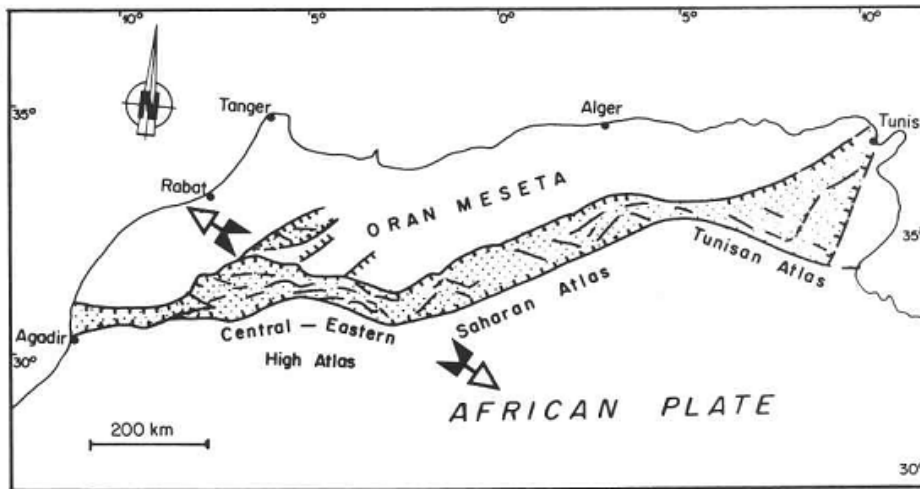 10° 5° 0° 5° 10°
35°
Tanger
Alger
Tunis
N
Rabat
ORAN MESETA
35°
Tunisan Atlas
Saharan Atlas
Agadir
Central – Eastern
High Atlas
30°
AFRICAN PLATE
200 km
30°